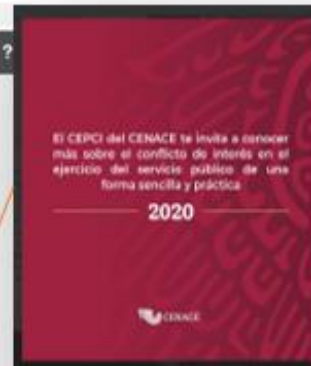 ?
El CEPCI del CENACE te invita a conocer
más sobre el conflicto de interés en el
ejercicio del servicio público de una
forma sencilla y práctica
2020
CENACE